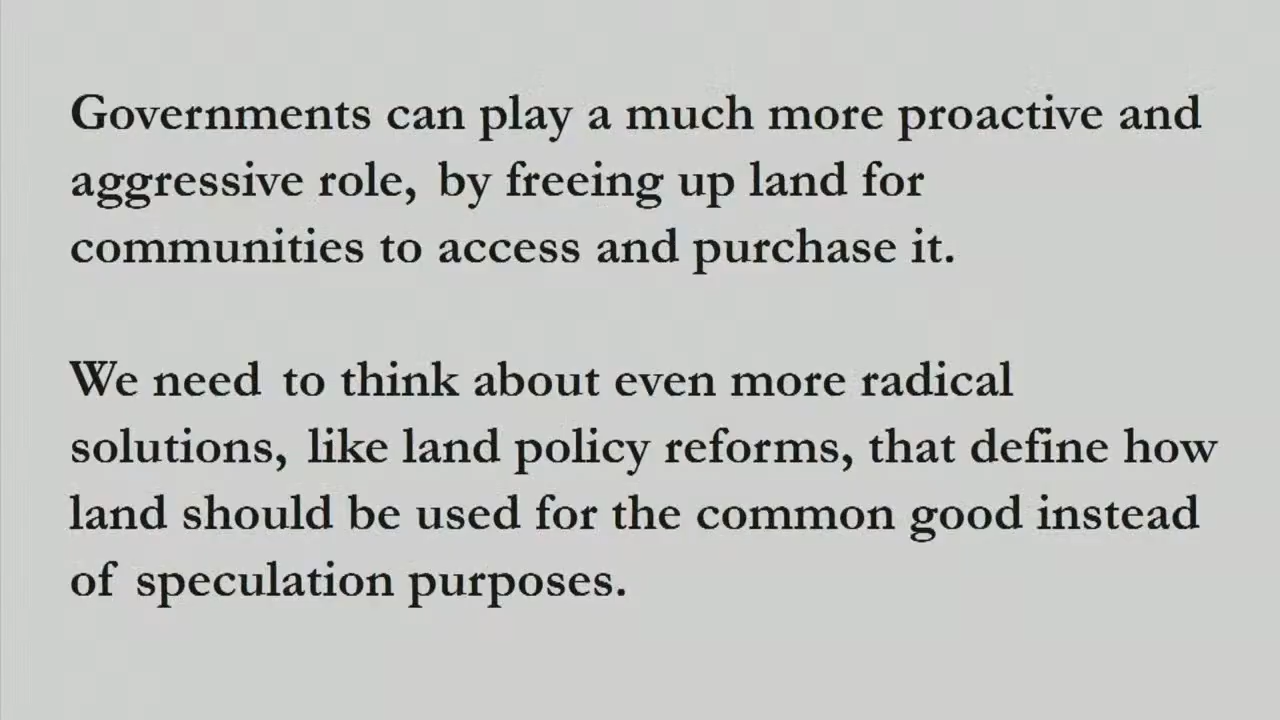 Governments can play a much more proactive and
aggressive role, by freeing up land for
communities to access and purchase it.
We need to think about even more radical
solutions, like land policy reforms, that define how
land should be used for the common good instead
of speculation purposes.